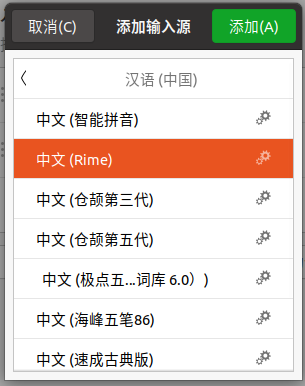 取消(C)
添加输入源
添加(A)
汉语 (中国)
中文 (智能拼音)
中文 (Rime)
中文 (仓颉第三代)
中文 (仓颉第五代)
中文 (极点五...词库 6.0）)
中文 (海峰五笔86)
中文 (速成古典版)